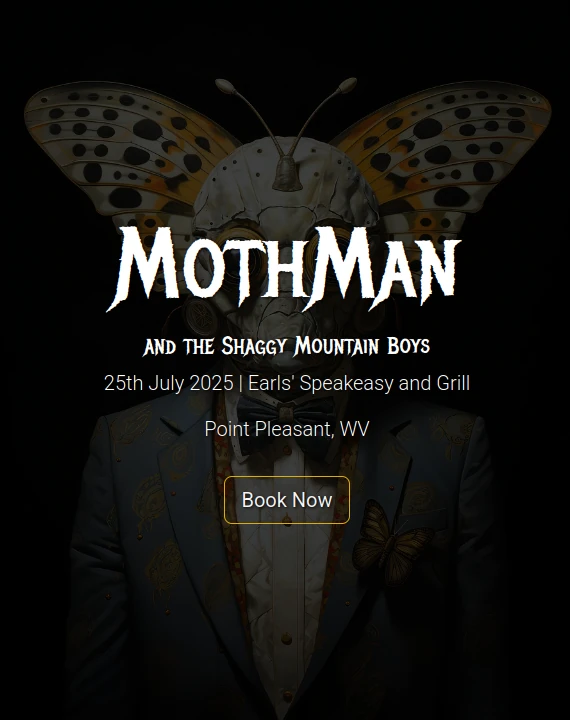 MothMan
and the Shaggy Mountain Boys
25th July 2025 | Earls' Speakeasy and Grill
Point Pleasant, WV
Book Now